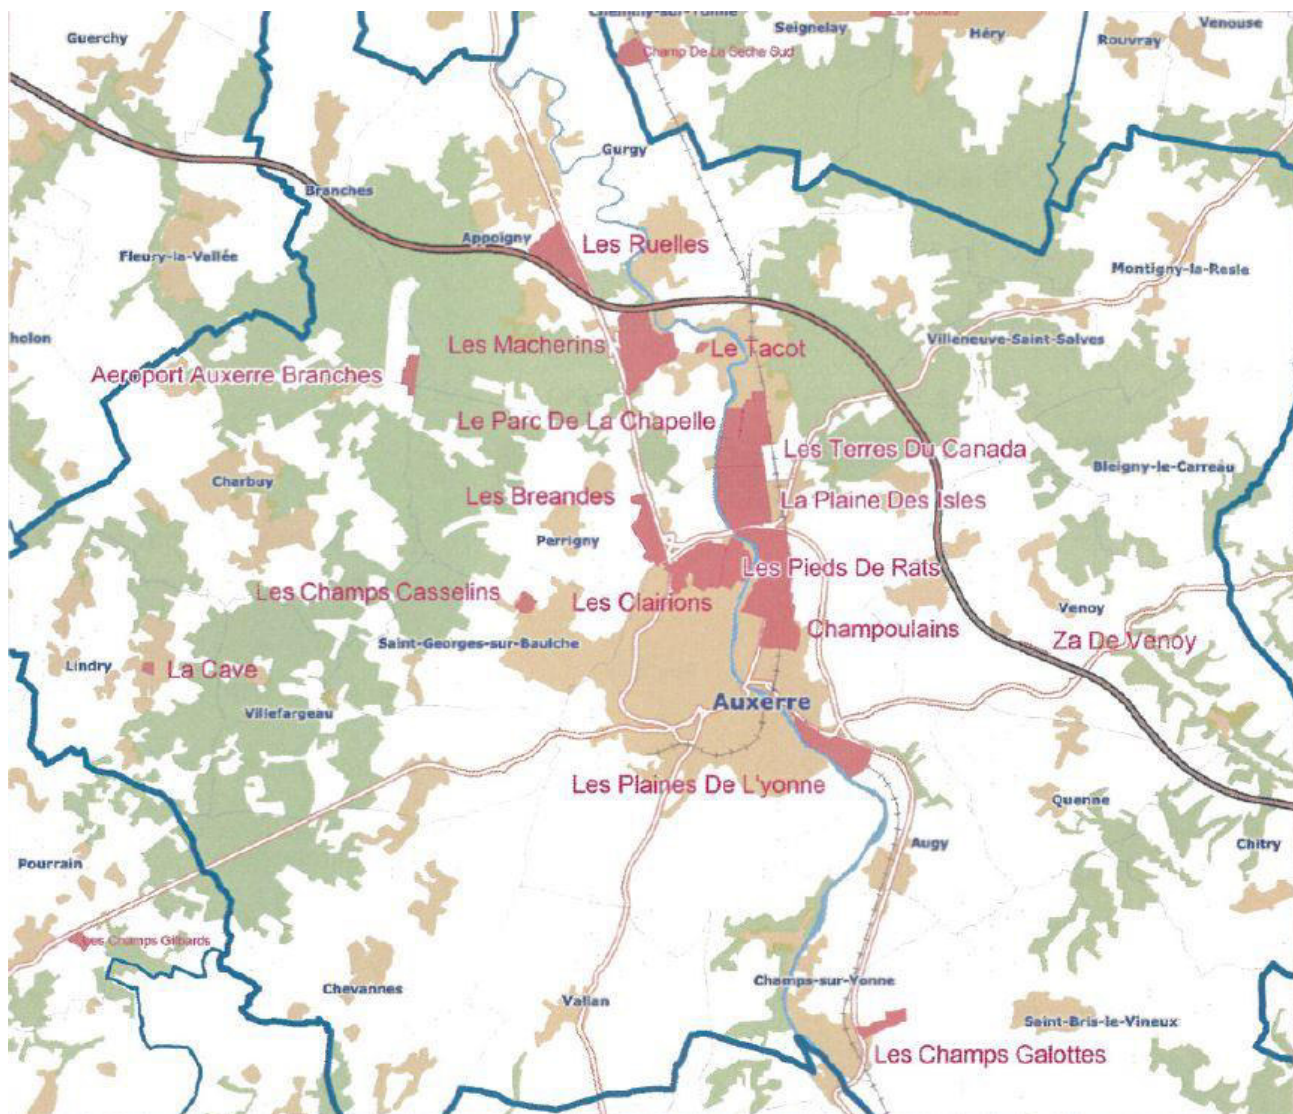 Seignelay
Venouse
Guerchy
Héry
Rouvray
Champ De La Seche Sud
Gurgy
Branches
Appoigny
Les Ruelles
Fleury-la-Vallée
Montigny-la-Resle
holon
Les Macherins
Le Tacot
Villeneuve-Saint-Salves
Aeroport Auxerre Branches
Le Parc De La Chapelle
Les Terres Du Canada
Bleigny-le-Carreau
Charbuy
Les Breandes
La Plaine Des Isles
Perrigny
Les Pieds De Rats
Les Champs Casselins
Les Clairions
Venoy
Champoulains
Za De Venoy
Saint-Georges-sur-Baulche
Lindry
La Cave
Auxerre
Villefargeau
Les Plaines De L'yonne
Quenne
Augy
Chitry
Pourrain
Les Champs Gilbards
Champs-sur-Yonne
Chevannes
Vallan
Saint-Bris-le-Vineux
Les Champs Galottes